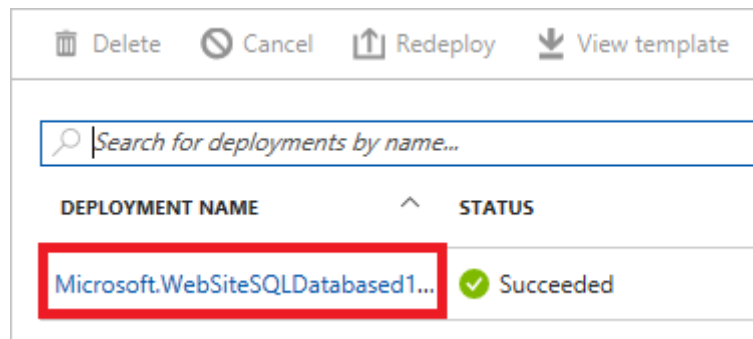 Delete Cancel Redeploy View template
Search for deployments by name...
DEPLOYMENT NAME STATUS
Microsoft.WebSiteSQLDatabased1... Succeeded